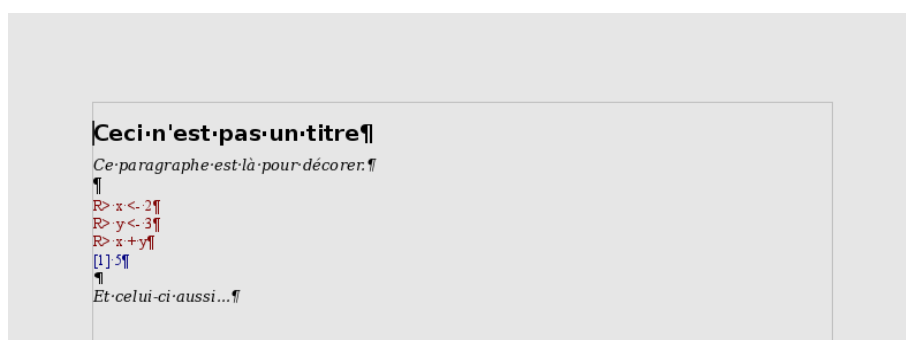 Ceci·n'est·pas·un·titre¶
Ce·paragraphe·est·là·pour·décorer.¶
¶
R>·x·<-·2¶
R>·y·<-·3¶
R>·x·+·y¶
[1]·5¶
¶
Et·celui-ci·aussi...¶